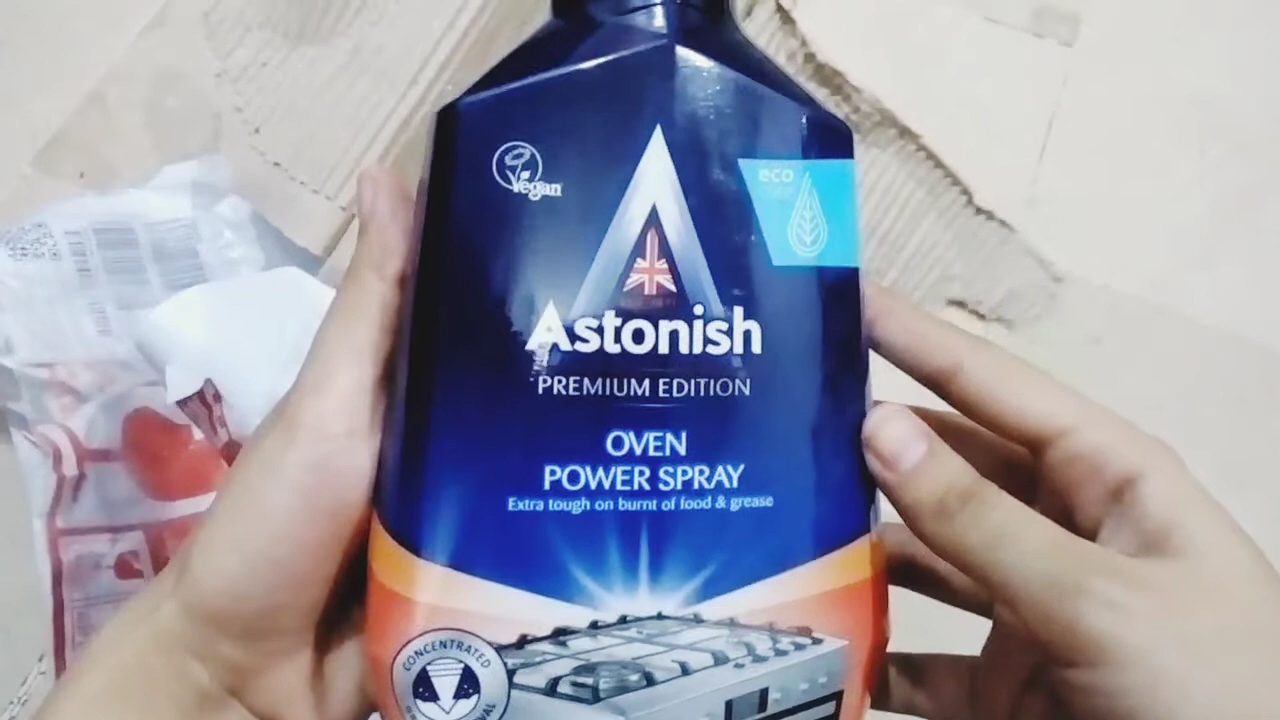 Vegan
eco
Astonish
PREMIUM EDITION
OVEN
POWER SPRAY
Extra tough on burnt of food & grease
CONCENTRATED